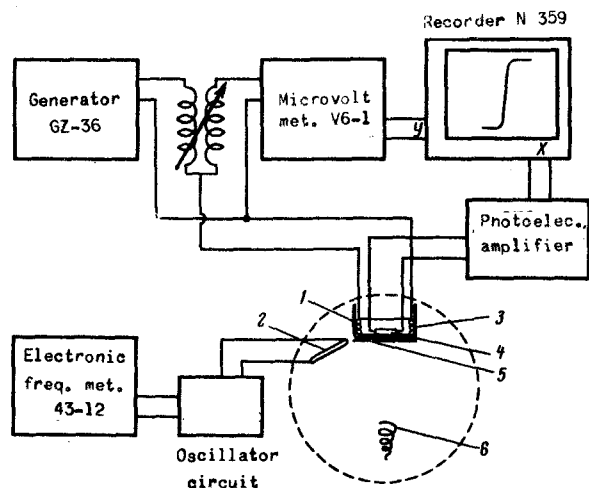 Recorder N 359
Generator
GZ-36
Microvolt
met. V6-1
y
X
Photoelec.,
amplifier
1
2
3
4
5
6
Electronic
freq. met.
43-12
Oscillator
circuit